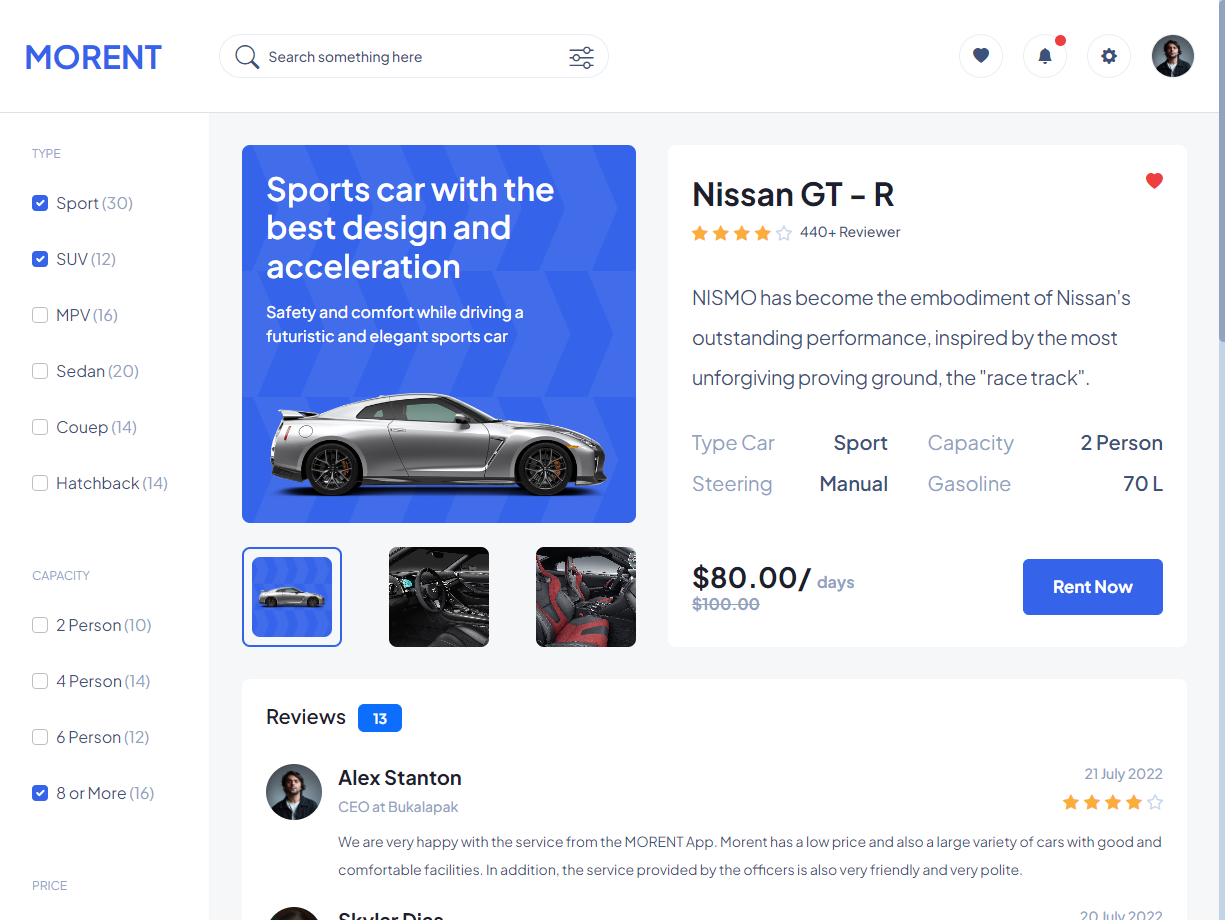 MORENT
Search something here
TYPE
Sport (30)
SUV (12)
MPV (16)
Sedan (20)
Couep (14)
Hatchback (14)
CAPACITY
2 Person (10)
4 Person (14)
6 Person (12)
8 or More (16)
PRICE
Sports car with the
best design and
acceleration
Safety and comfort while driving a
futuristic and elegant sports car
Nissan GT – R
440+ Reviewer
NISMO has become the embodiment of Nissan's
outstanding performance, inspired by the most
unforgiving proving ground, the "race track".
Type Car Sport Capacity 2 Person
Steering Manual Gasoline 70 L
$80.00/ days
$100.00
Rent Now
Reviews 13
Alex Stanton
21 July 2022
CEO at Bukalapak
We are very happy with the service from the MORENT App. Morent has a low price and also a large variety of cars with good and
comfortable facilities. In addition, the service provided by the officers is also very friendly and very polite.
Skylar Dias
20 July 2022